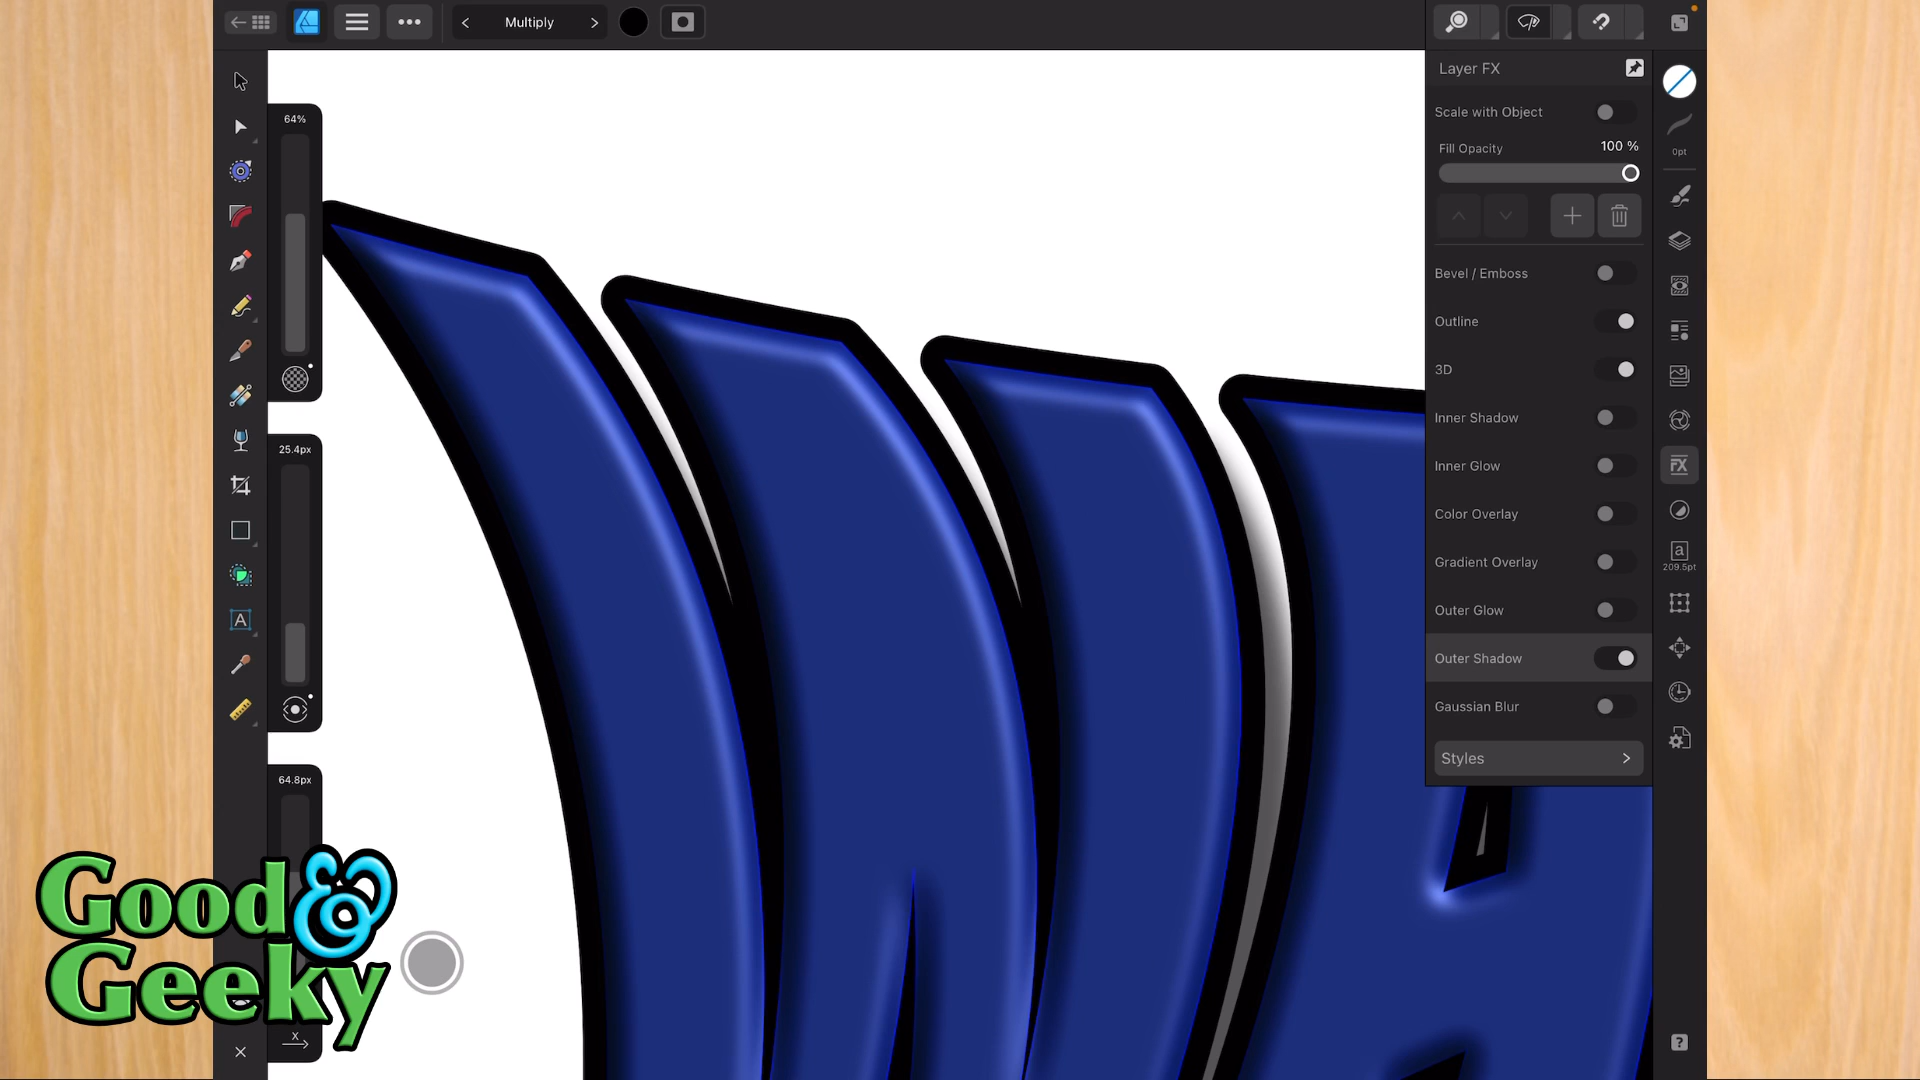 Multiply
Layer FX
Scale with Object
Fill Opacity 100 %
Bevel / Emboss
Outline
3D
Inner Shadow
Inner Glow
Color Overlay
Gradient Overlay
Outer Glow
Outer Shadow
Gaussian Blur
Styles
64%
25.4px
64.8px
X
A
0pt
FX
a
209.5pt
?
Good &
Geeky